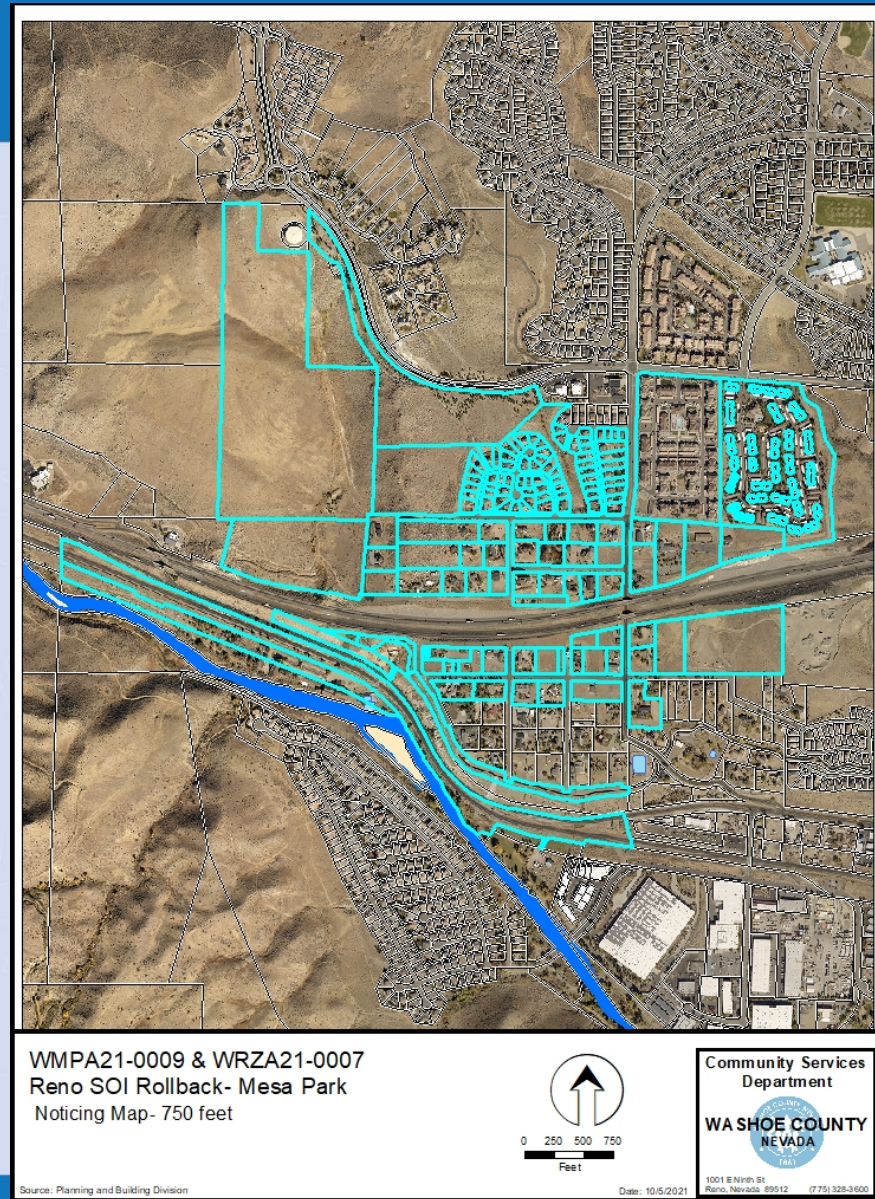 WMPA21-0009 & WRZA21-0007
Reno SOI Rollback- Mesa Park
Noticing Map- 750 feet
0 250 500 750
Feet
Community Services
Department
WASHOE COUNTY
NEVADA
1861
1001 E Ninth St
Reno, Nevada 89512 (775) 328-3600
Source: Planning and Building Division
Date: 10/5/2021